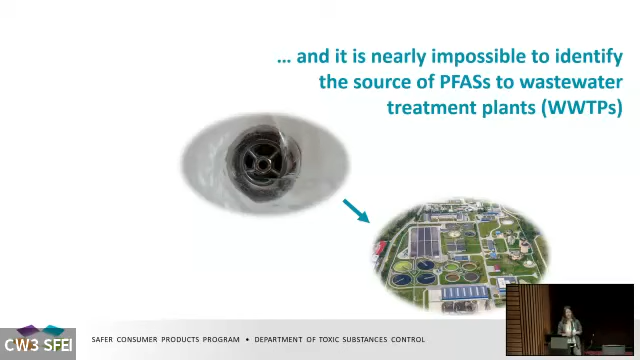 … and it is nearly impossible to identify
the source of PFASs to wastewater
treatment plants (WWTPs)
CW3 SFEI
SAFER CONSUMER PRODUCTS PROGRAM • DEPARTMENT OF TOXIC SUBSTANCES CONTROL